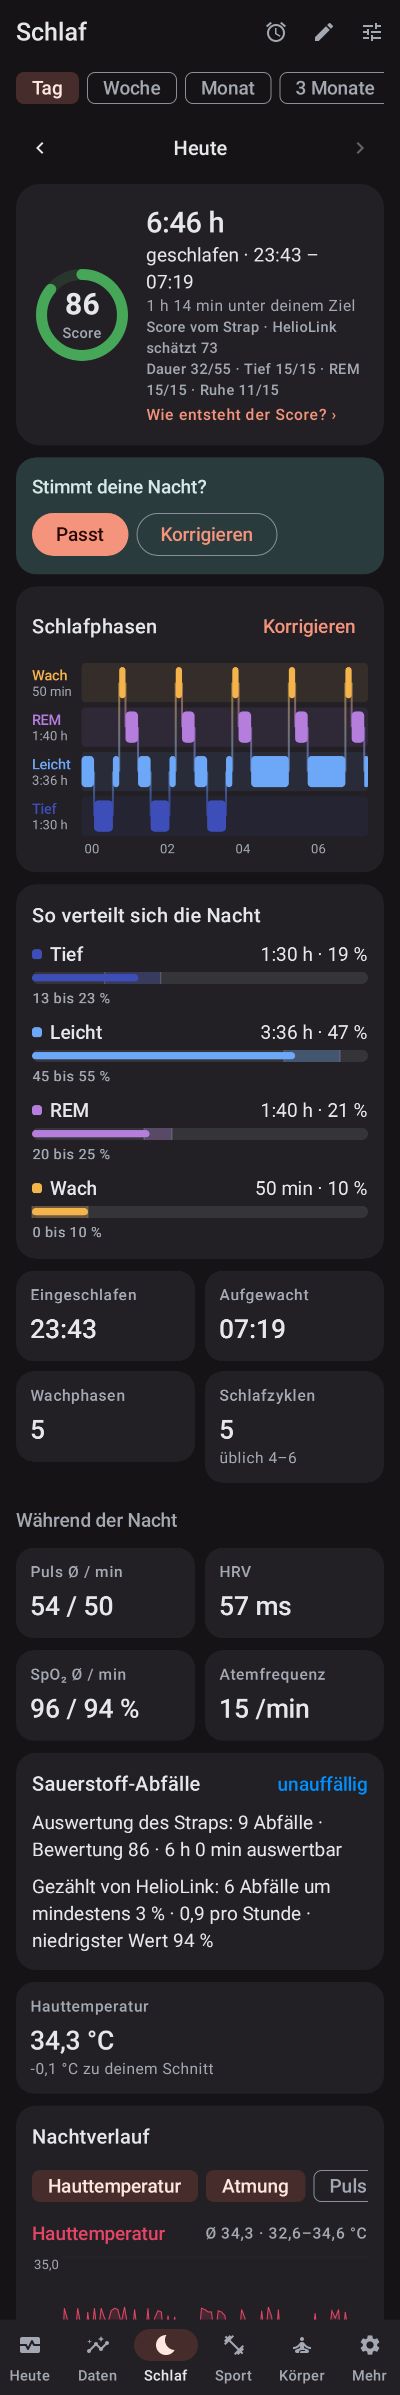 Schlaf
Tag
Woche
Monat
3 Monate
Heute
86
Score
6:46 h
geschlafen · 23:43 –
07:19
1 h 14 min unter deinem Ziel
Score vom Strap · HelioLink
schätzt 73
Dauer 32/55 · Tief 15/15 · REM
15/15 · Ruhe 11/15
Wie entsteht der Score? ›
Stimmt deine Nacht?
Passt
Korrigieren
Schlafphasen
Korrigieren
Wach
50 min
REM
1:40 h
Leicht
3:36 h
Tief
1:30 h
00 02 04 06
So verteilt sich die Nacht
Tief 1:30 h · 19 %
13 bis 23 %
Leicht 3:36 h · 47 %
45 bis 55 %
REM 1:40 h · 21 %
20 bis 25 %
Wach 50 min · 10 %
0 bis 10 %
Eingeschlafen
23:43
Aufgewacht
07:19
Wachphasen
5
Schlafzyklen
5
üblich 4–6
Während der Nacht
Puls Ø / min
54 / 50
HRV
57 ms
SpO₂ Ø / min
96 / 94 %
Atemfrequenz
15 /min
Sauerstoff-Abfälle
unauffällig
Auswertung des Straps: 9 Abfälle ·
Bewertung 86 · 6 h 0 min auswertbar
Gezählt von HelioLink: 6 Abfälle um
mindestens 3 % · 0,9 pro Stunde ·
niedrigster Wert 94 %
Hauttemperatur
34,3 °C
-0,1 °C zu deinem Schnitt
Nachtverlauf
Hauttemperatur
Atmung
Puls
Hauttemperatur
Ø 34,3 · 32,6–34,6 °C
35,0
Heute
Daten
Schlaf
Sport
Körper
Mehr